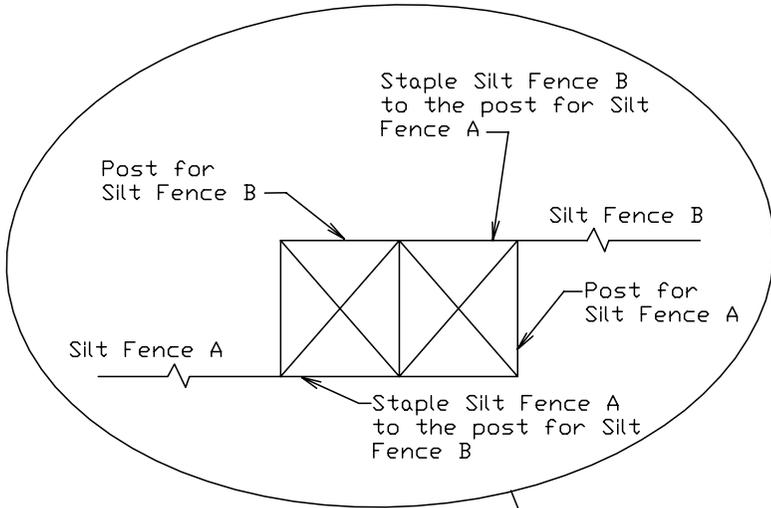 Staple Silt Fence B
to the post for Silt
Fence A
Post for
Silt Fence B
Silt Fence B
Post for
Silt Fence A
Silt Fence A
Staple Silt Fence A
to the post for Silt
Fence B